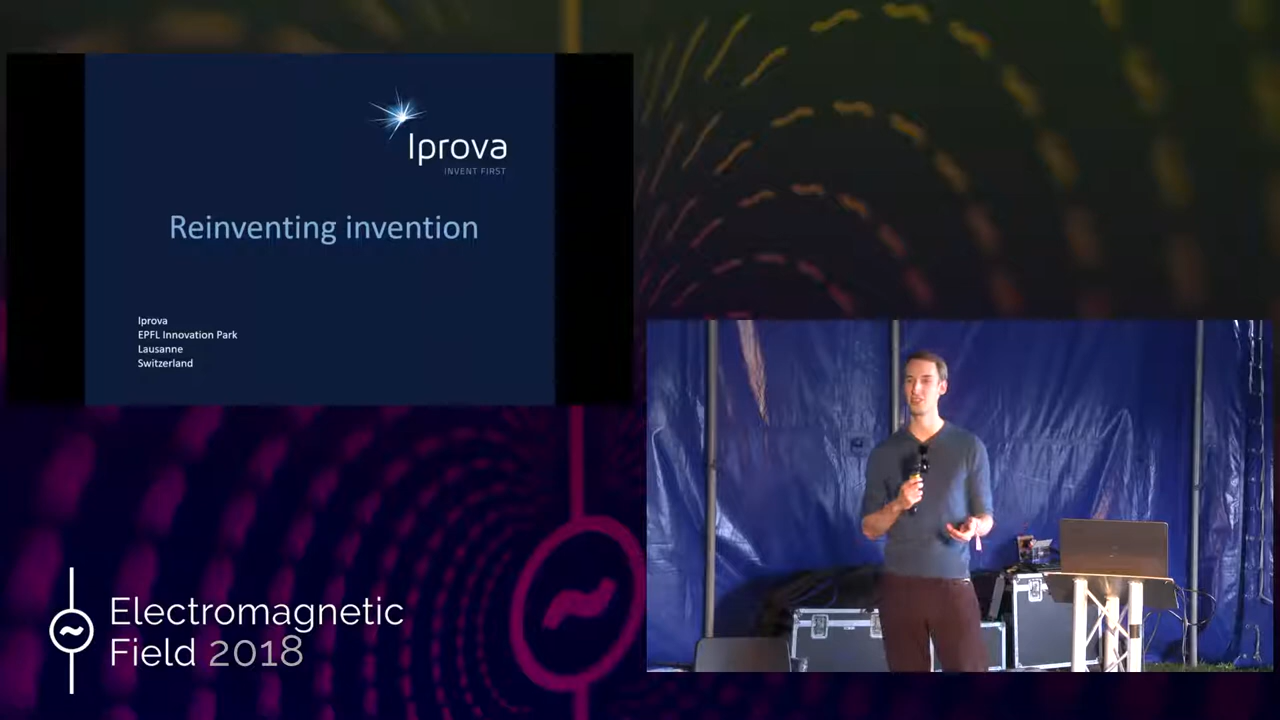 Iprova
INVENT FIRST
Reinventing invention
Iprova
EPFL Innovation Park
Lausanne
Switzerland
Electromagnetic
Field 2018